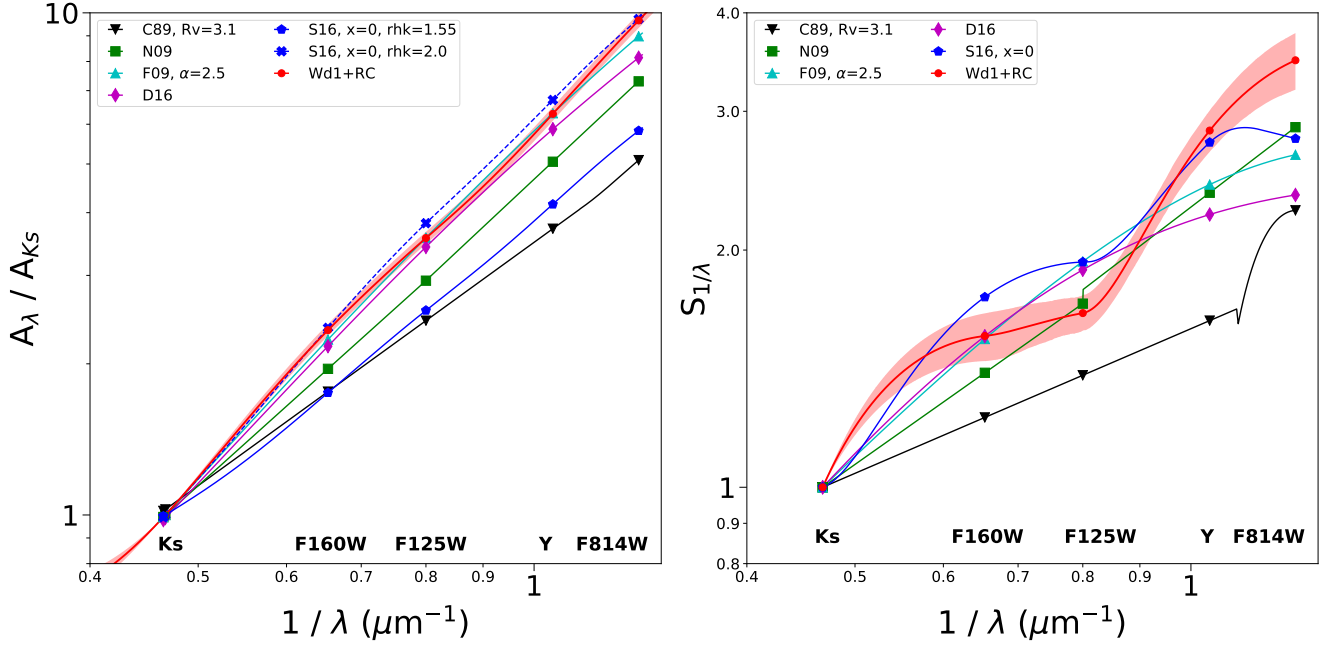 C89, Rv=3.1
N09
F09, α=2.5
D16
S16, x=0, rhk=1.55
S16, x=0, rhk=2.0
Wd1+RC
10
1
A_λ / A_Ks
Ks F160W F125W Y F814W
0.4 0.5 0.6 0.7 0.8 0.9 1
1 / λ (μm⁻¹)
C89, Rv=3.1
N09
F09, α=2.5
D16
S16, x=0
Wd1+RC
4.0
3.0
2.0
1
0.9
0.8
S_1/λ
Ks F160W F125W Y F814W
0.4 0.5 0.6 0.7 0.8 0.9 1
1 / λ (μm⁻¹)